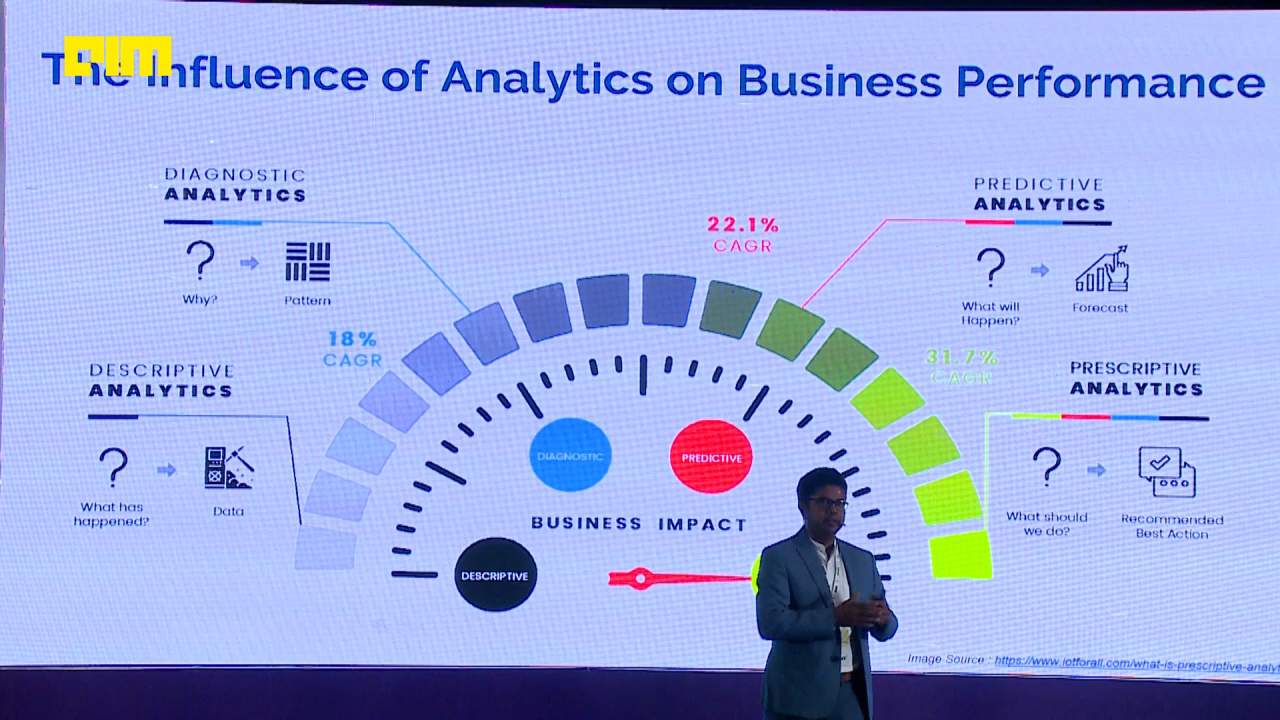 AIM
The Influence of Analytics on Business Performance
DIAGNOSTIC
ANALYTICS
Why?
Pattern
22.1%
CAGR
PREDICTIVE
ANALYTICS
What will
Happen?
Forecast
18%
CAGR
DESCRIPTIVE
ANALYTICS
What has
happened?
Data
31.7%
CAGR
PRESCRIPTIVE
ANALYTICS
What should
we do?
Recommended
Best Action
DIAGNOSTIC
PREDICTIVE
BUSINESS IMPACT
DESCRIPTIVE
Image Source : https://www.iotforall.com/what-is-prescriptive-analyt